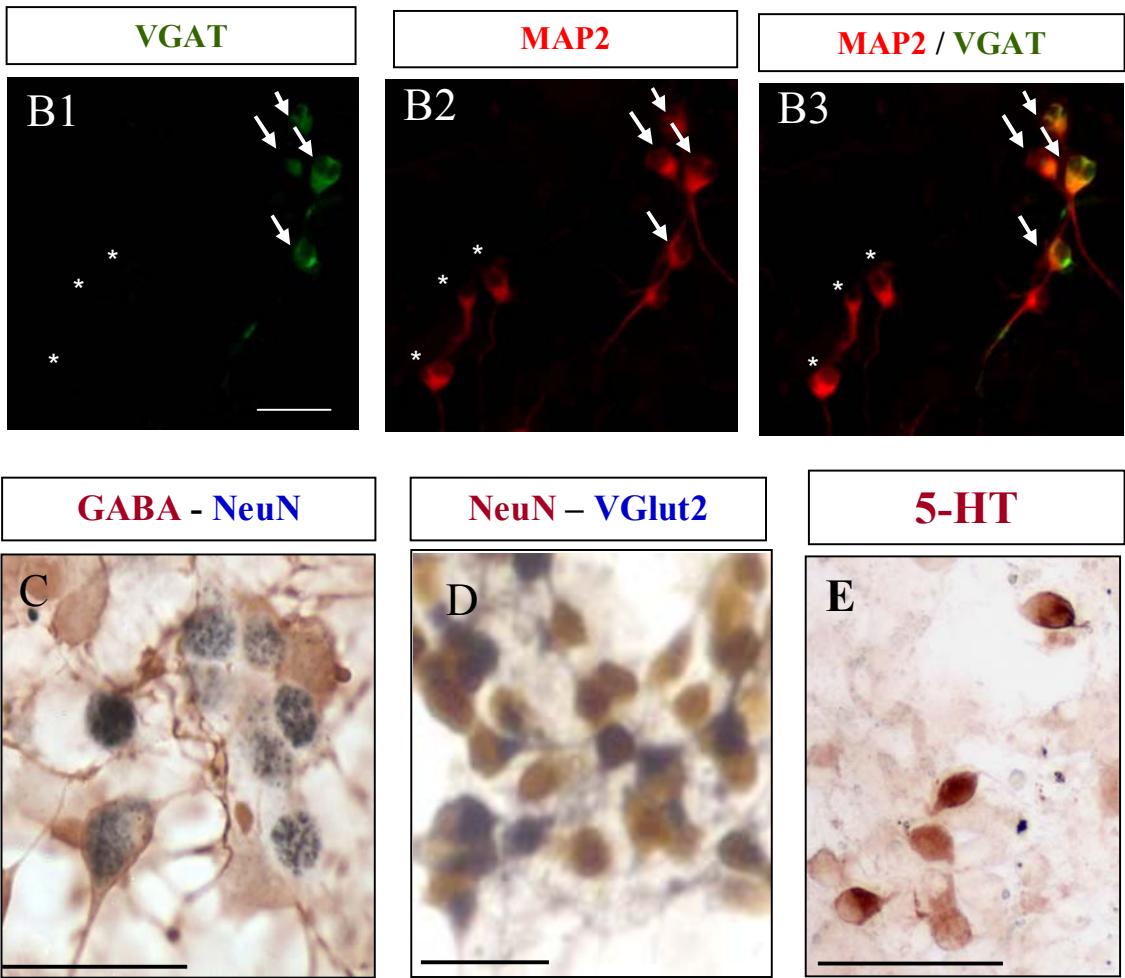 VGAT
MAP2
MAP2 / VGAT
B1
B2
B3
*
*
*
*
*
*
*
*
*
GABA - NeuN
NeuN – VGlut2
5-HT
C
D
E